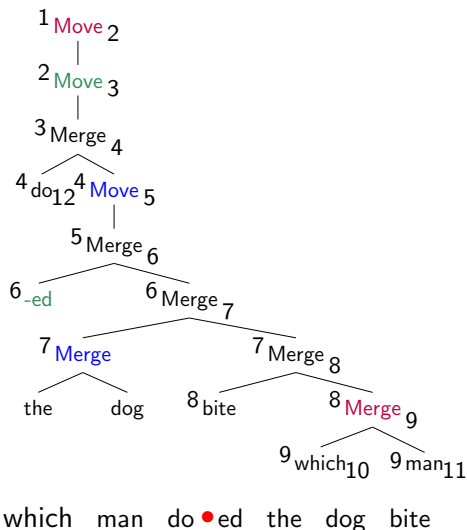 1 Move 2
2 Move 3
3 Merge 4
4 do 12 4 Move 5
5 Merge 6
6 -ed 6 Merge 7
7 Merge 7 Merge 8
the dog 8 bite 8 Merge 9
9 which 10 9 man 11
which man do • ed the dog bite